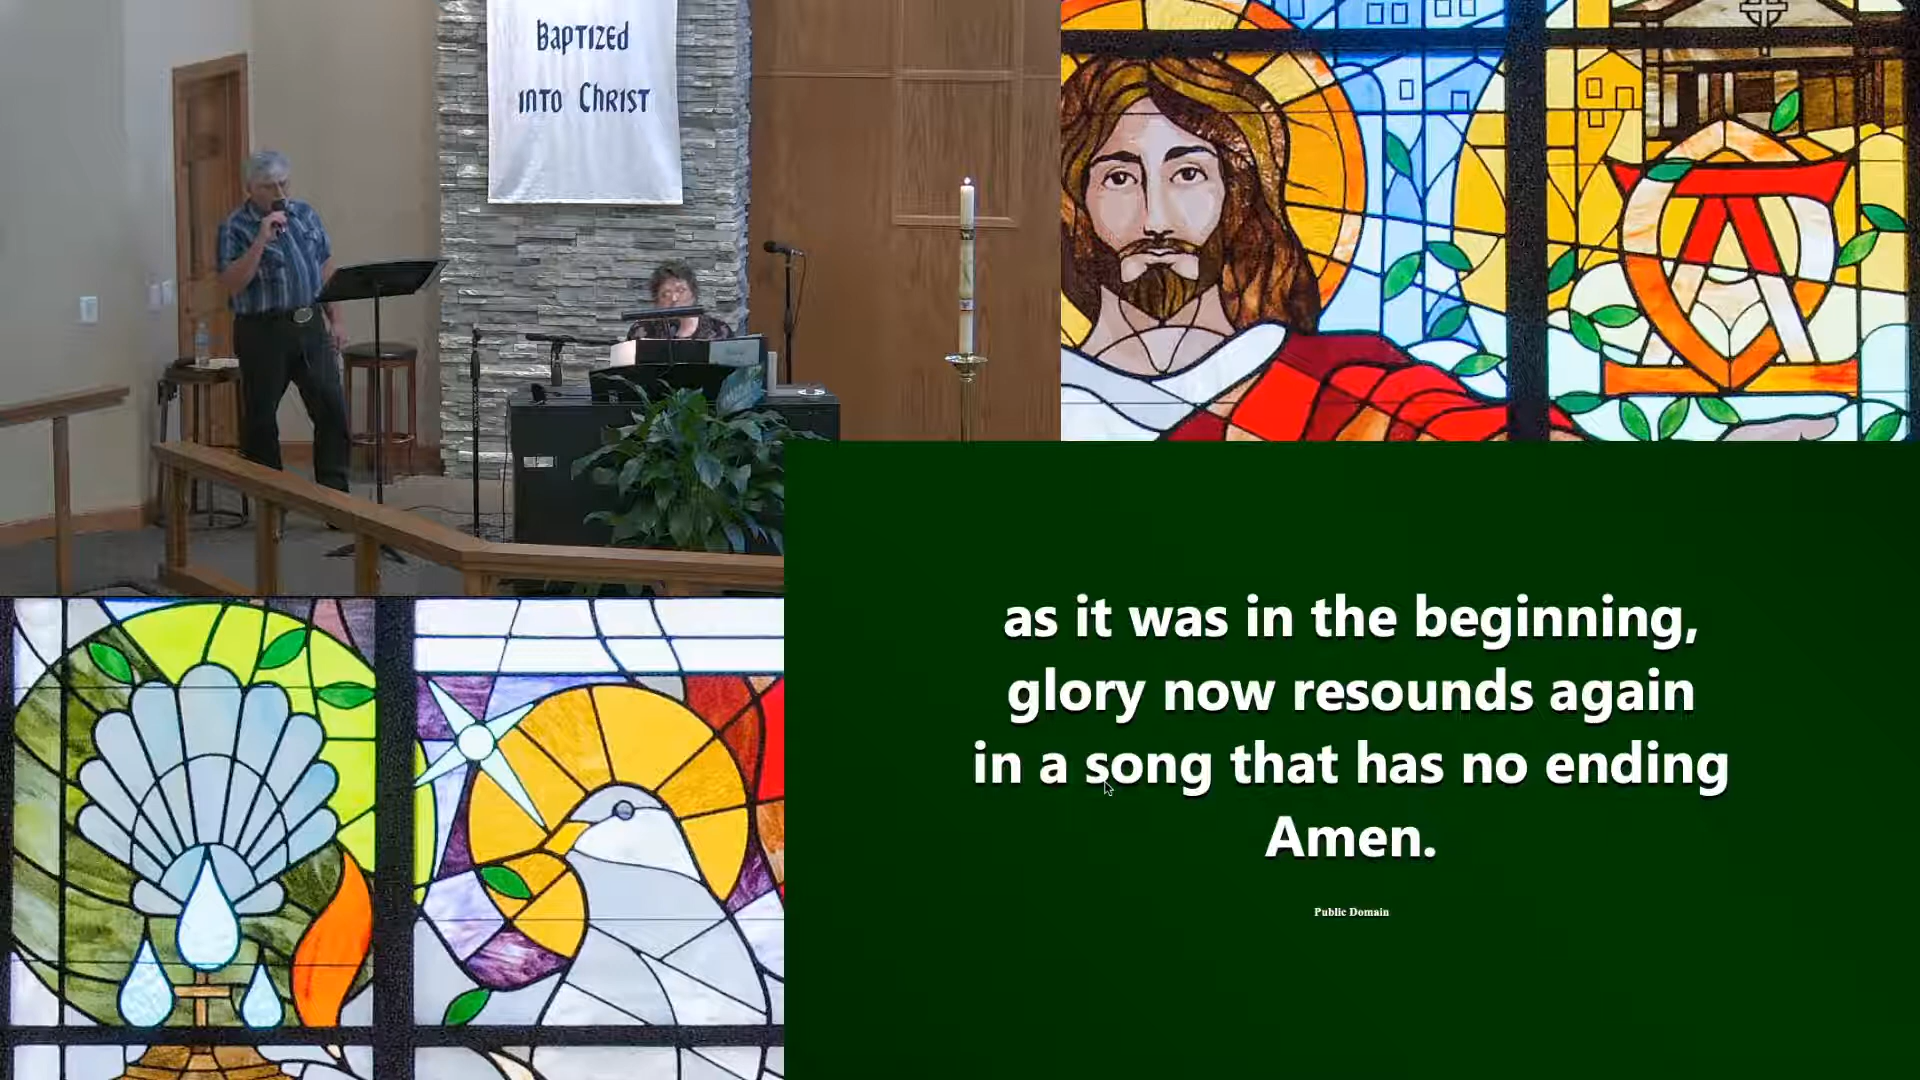 Baptized
into Christ
as it was in the beginning,
glory now resounds again
in a song that has no ending
Amen.
Public Domain